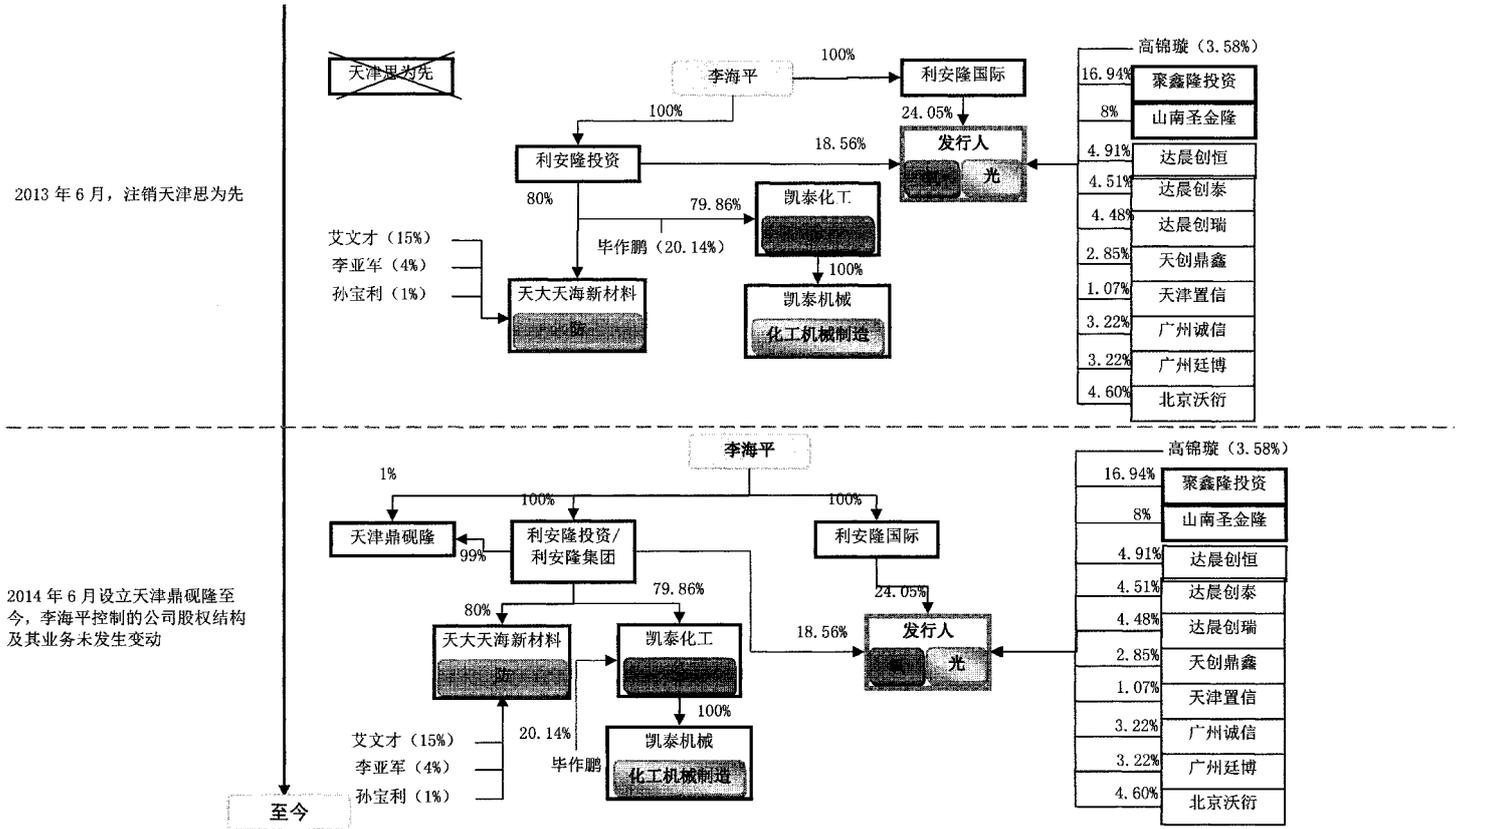 2013 年 6 月，注销天津思为先
天津思为先
李海平
100%
利安隆国际
100%
24.05%
利安隆投资
18.56%
发行人
光
80%
79.86%
凯泰化工
毕作鹏（20.14%）
100%
艾文才（15%）
李亚军（4%）
孙宝利（1%）
天大天海新材料
防
凯泰机械
化工机械制造
高锦璇（3.58%）
16.94%
聚鑫隆投资
8%
山南圣金隆
4.91%
达晨创恒
4.51%
达晨创泰
4.48%
达晨创瑞
2.85%
天创鼎鑫
1.07%
天津置信
3.22%
广州诚信
3.22%
广州廷博
4.60%
北京沃衍
2014 年 6 月设立天津鼎砚隆至
今，李海平控制的公司股权结构
及其业务未发生变动
李海平
1%
100%
100%
天津鼎砚隆
99%
利安隆投资/
利安隆集团
利安隆国际
80%
79.86%
24.05%
天大天海新材料
防
凯泰化工
18.56%
发行人
光
100%
20.14%
毕作鹏
凯泰机械
化工机械制造
艾文才（15%）
李亚军（4%）
孙宝利（1%）
高锦璇（3.58%）
16.94%
聚鑫隆投资
8%
山南圣金隆
4.91%
达晨创恒
4.51%
达晨创泰
4.48%
达晨创瑞
2.85%
天创鼎鑫
1.07%
天津置信
3.22%
广州诚信
3.22%
广州廷博
4.60%
北京沃衍
至今